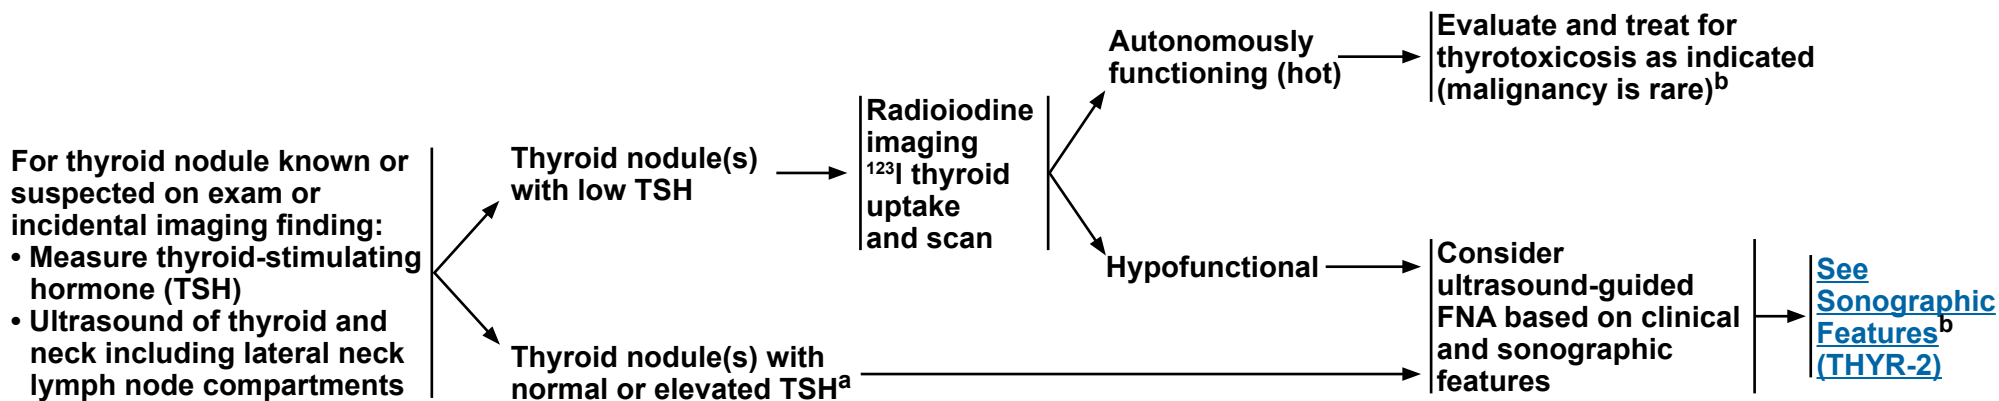 For thyroid nodule known or
suspected on exam or
incidental imaging finding:
• Measure thyroid-stimulating
hormone (TSH)
• Ultrasound of thyroid and
neck including lateral neck
lymph node compartments
Thyroid nodule(s)
with low TSH
Thyroid nodule(s) with
normal or elevated TSHᵃ
Radioiodine
imaging
¹²³I thyroid
uptake
and scan
Autonomously
functioning (hot)
Hypofunctional
Evaluate and treat for
thyrotoxicosis as indicated
(malignancy is rare)ᵇ
Consider
ultrasound-guided
FNA based on clinical
and sonographic
features
See
Sonographic
Featuresᵇ
(THYR-2)